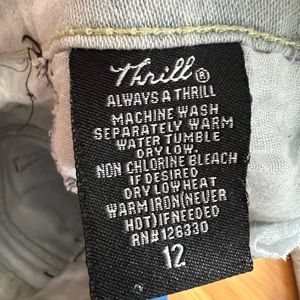 Thrill®
ALWAYS A THRILL
MACHINE WASH
SEPARATELY WARM
WATER TUMBLE
DRY LOW.
NON CHLORINE BLEACH
IF DESIRED
DRY LOW HEAT
WARM IRON (NEVER
HOT) IF NEEDED
RN#126330
12